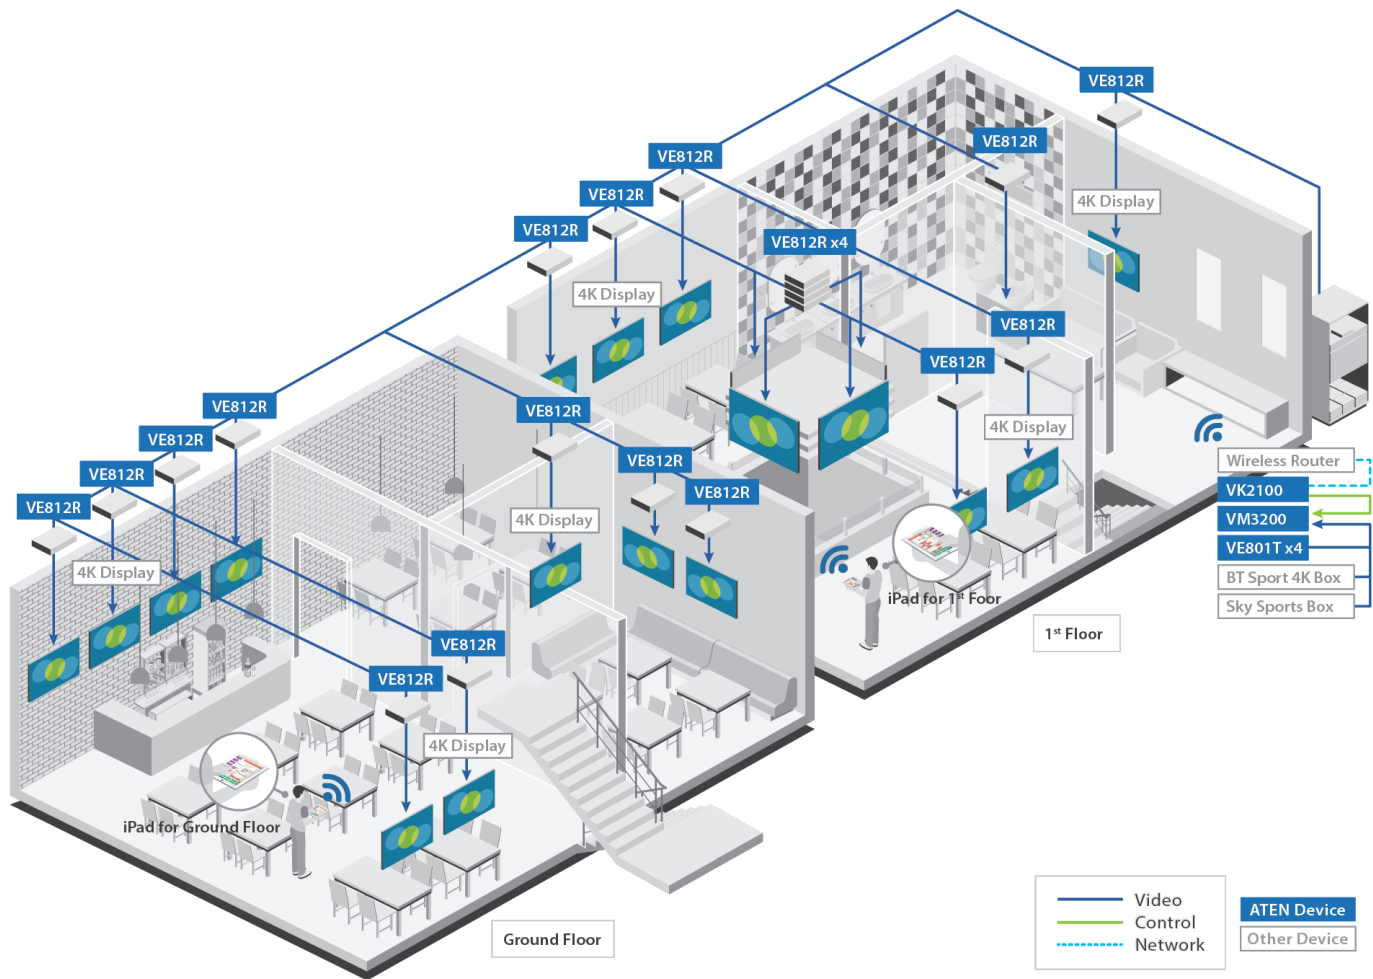 VE812R
VE812R
VE812R
VE812R
4K Display
VE812R
VE812R
VE812R x4
4K Display
VE812R
VE812R
4K Display
VE812R
VE812R
VE812R
VE812R
VE812R
VE812R
VE812R
4K Display
4K Display
VE812R
VE812R
4K Display
Wireless Router
VK2100
VM3200
VE801T x4
BT Sport 4K Box
Sky Sports Box
iPad for 1st Foor
1st Floor
iPad for Ground Floor
Ground Floor
Video
Control
Network
ATEN Device
Other Device